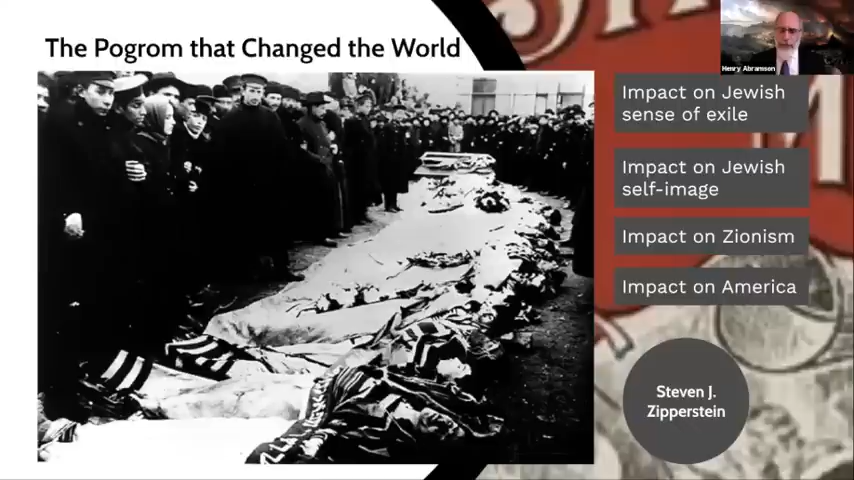 The Pogrom that Changed the World
Henry Abramson
Impact on Jewish
sense of exile
Impact on Jewish
self-image
Impact on Zionism
Impact on America
Steven J.
Zipperstein